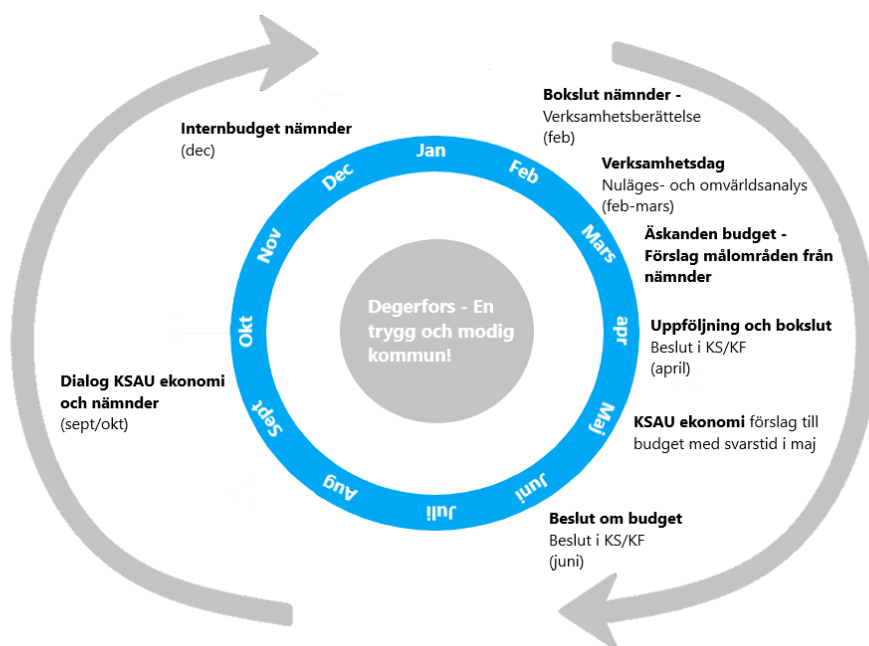 Bokslut nämnder -
Verksamhetsberättelse
(feb)
Internbudget nämnder
(dec)
Verksamhetsdag
Nuläges- och omvärldsanalys
(feb-mars)
Äskanden budget -
Förslag målområden från
nämnder
Uppföljning och bokslut
Beslut i KS/KF
(april)
KSAU ekonomi förslag till
budget med svarstid i maj
Beslut om budget
Beslut i KS/KF
(juni)
Dialog KSAU ekonomi
och nämnder
(sept/okt)
Jan
Feb
Mars
apr
Maj
Juni
Juli
Aug
Sept
Okt
Nov
Dec
Degerfors - En
trygg och modig
kommun!